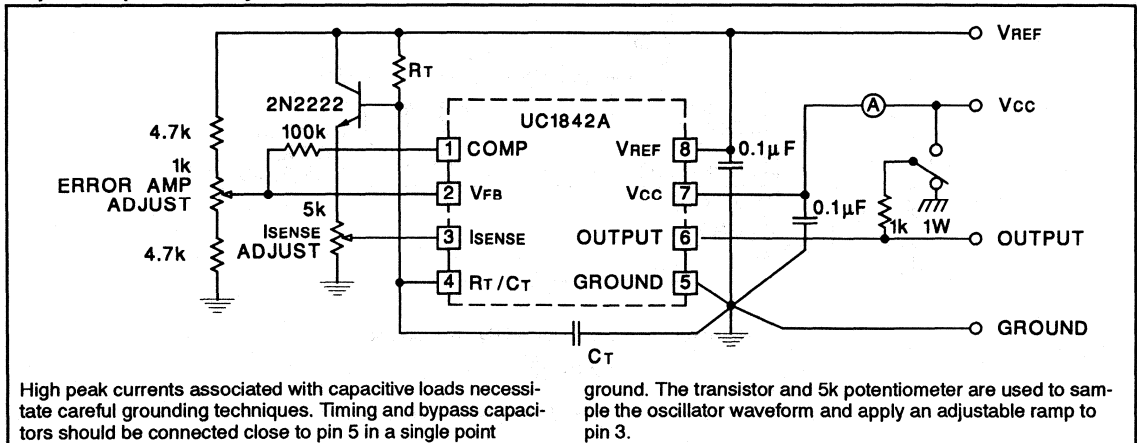 VREF
RT
VCC
A
2N2222
UC1842A
4.7k
100k
1 COMP
VREF 8
0.1µF
1k
ERROR AMP
ADJUST
2 VFB
VCC 7
0.1µF
5k
ISENSE
ADJUST
3 ISENSE
OUTPUT 6
1k 1W
OUTPUT
4.7k
4 RT/CT
GROUND 5
GROUND
CT
High peak currents associated with capacitive loads necessi-
tate careful grounding techniques. Timing and bypass capaci-
tors should be connected close to pin 5 in a single point
ground. The transistor and 5k potentiometer are used to sam-
ple the oscillator waveform and apply an adjustable ramp to
pin 3.